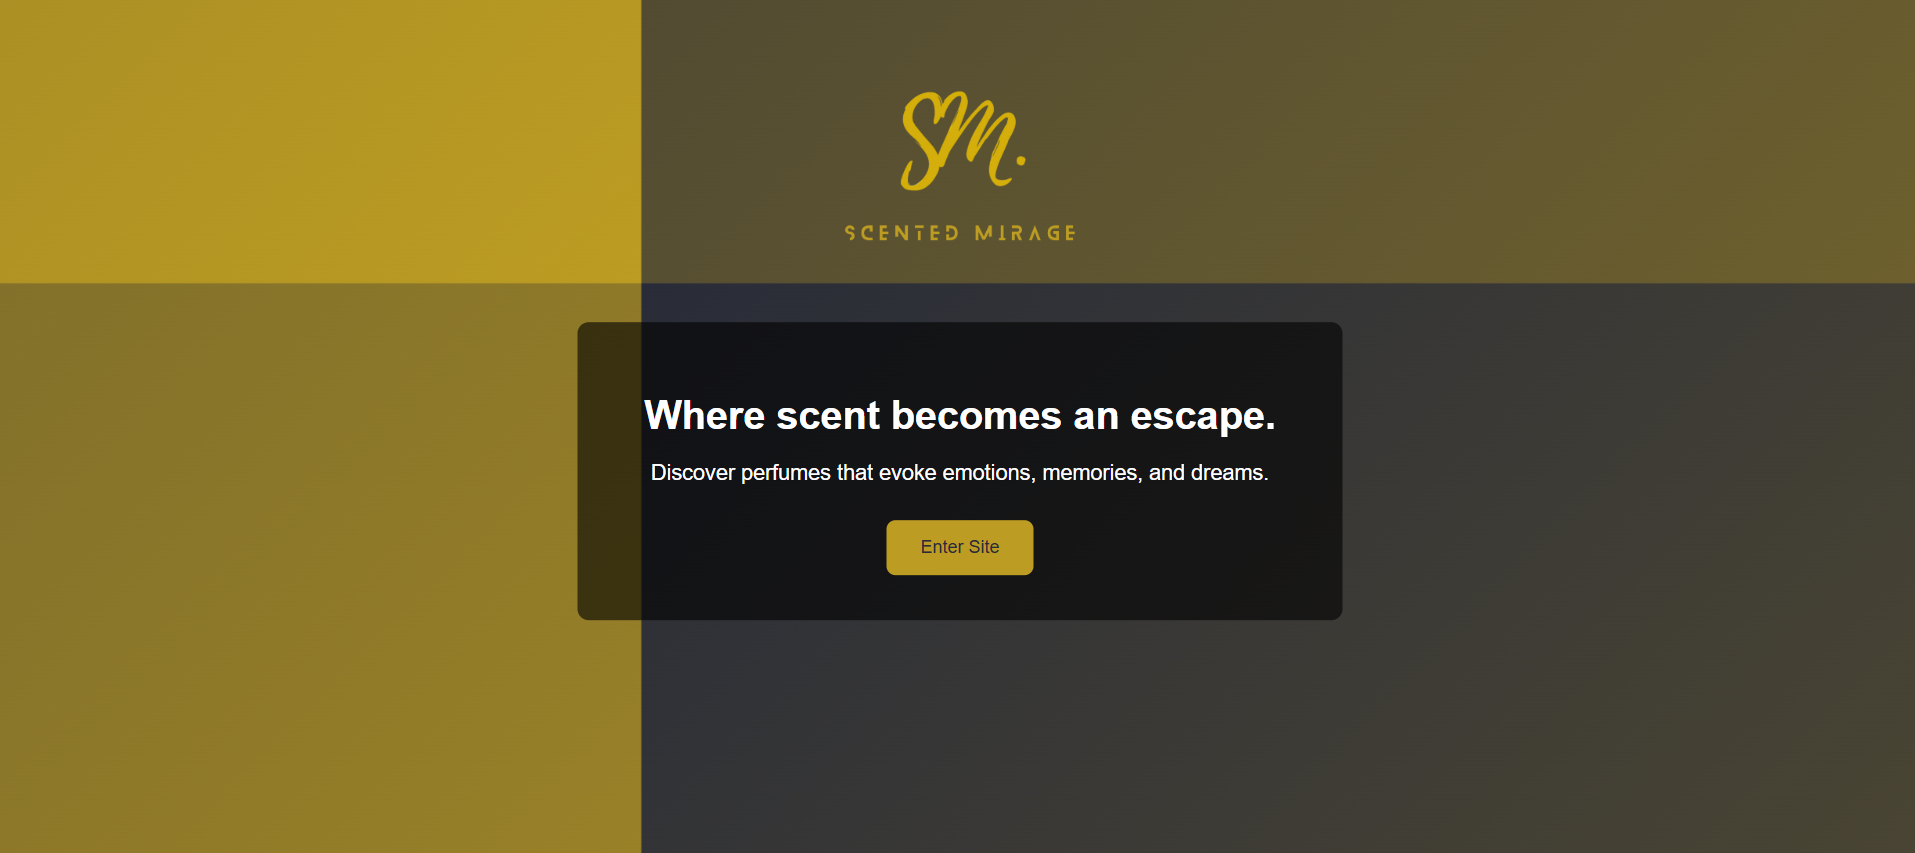 SM.
SCENTED MIRAGE
Where scent becomes an escape.
Discover perfumes that evoke emotions, memories, and dreams.
Enter Site